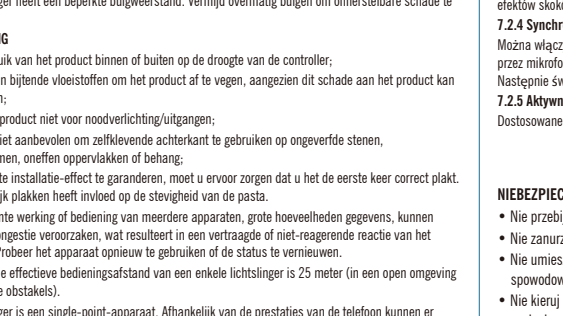 ger heeft een beperkte buigweerstand. Vermijd overmatig buigen om onherstelbare schade te
NG
uik van het product binnen of buiten op de droogte van de controller;
n bijtende vloeistoffen om het product af te vegen, aangezien dit schade aan het product kan
n;
product niet voor noodverlichting/uitgangen;
iet aanbevolen om zelfklevende achterkant te gebruiken op ongeverfde stenen,
men, oneffen oppervlakken of behang;
te installatie-effect te garanderen, moet u ervoor zorgen dat u het de eerste keer correct plakt.
ijk plakken heeft invloed op de stevigheid van de pasta.
nte werking of bediening van meerdere apparaten, grote hoeveelheden gegevens, kunnen
ongestie veroorzaken, wat resulteert in een vertraagde of niet-reagerende reactie van het
Probeer het apparaat opnieuw te gebruiken of de status te vernieuwen.
e effectieve bedieningsafstand van een enkele lichtslinger is 25 meter (in een open omgeving
e obstakels).
ger is een single-point-apparaat. Afhankelijk van de prestaties van de telefoon kunnen er
efektów skoko
7.2.4 Synchr
Można włącz
przez mikrofo
Następnie św
7.2.5 Aktywn
Dostosowane
NIEBEZPIEC
• Nie przebij
• Nie zanurz
• Nie umies
spowodow
• Nie kieruj